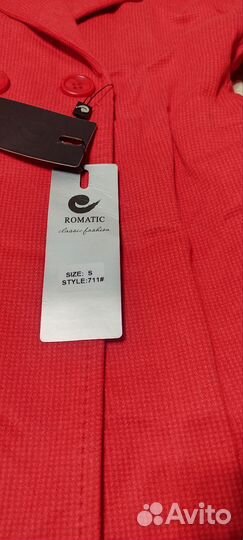 ROMATIC
classic fashion
SIZE: S
STYLE:711#
Avito